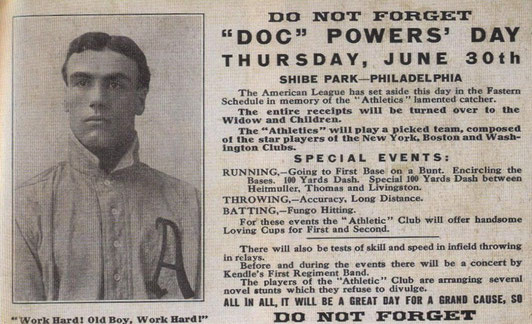 DO NOT FORGET
"DOC" POWERS' DAY
THURSDAY, JUNE 30th
SHIBE PARK—PHILADELPHIA
The American League has set aside this day in the Eastern
Schedule in memory of the "Athletics" lamented catcher.
The entire receipts will be turned over to the
Widow and Children.
The "Athletics" will play a picked team, composed
of the star players of the New York, Boston and Wash-
ington Clubs.
SPECIAL EVENTS:
RUNNING,—Going to First Base on a Bunt. Encircling the
Bases. 100 Yards Dash. Special 100 Yards Dash between
Heitmuller, Thomas and Livingston.
THROWING,—Accuracy, Long Distance.
BATTING,—Fungo Hitting.
For these events the "Athletic" Club will offer handsome
Loving Cups for First and Second.
There will also be tests of skill and speed in infield throwing
in relays.
Before and during the events there will be a concert by
Kendle's First Regiment Band.
The players of the "Athletic" Club are arranging several
novel stunts which they refuse to divulge.
ALL IN ALL, IT WILL BE A GREAT DAY FOR A GRAND CAUSE, SO
DO NOT FORGET
A
"Work Hard! Old Boy, Work Hard!"